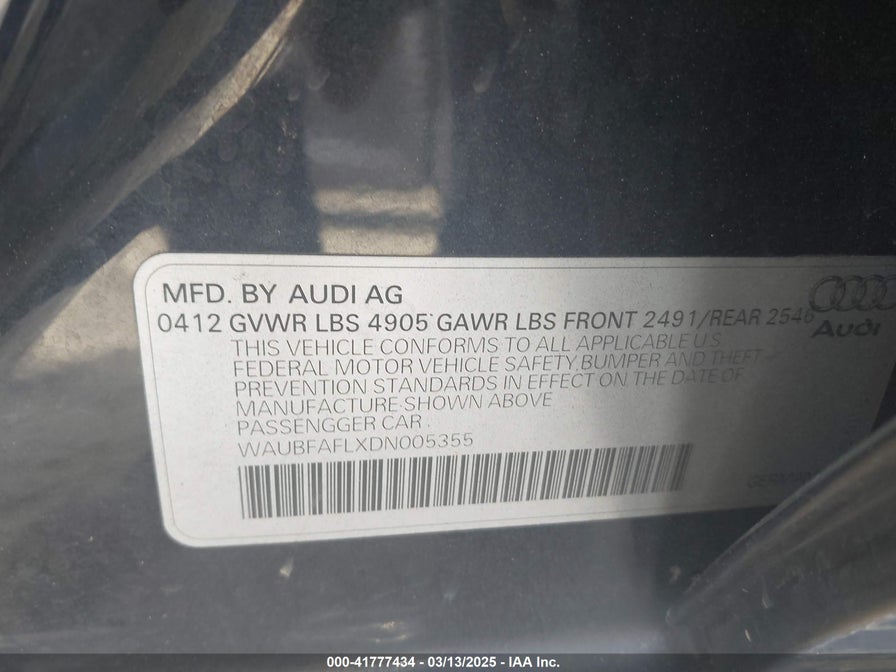 MFD. BY AUDI AG
0412 GVWR LBS 4905 GAWR LBS FRONT 2491/REAR 2546
Audi
THIS VEHICLE CONFORMS TO ALL APPLICABLE U.S
FEDERAL MOTOR VEHICLE SAFETY,BUMPER AND THEFT
PREVENTION STANDARDS IN EFFECT ON THE DATE OF
MANUFACTURE SHOWN ABOVE
PASSENGGER CAR
WAUBFAFLXDN005355
000-41777434 - 03/13/2025 - IAA Inc.